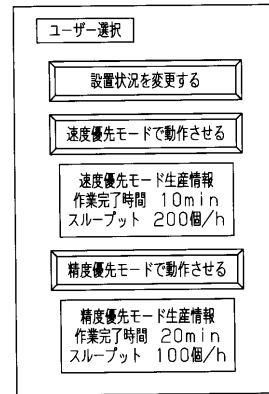 ユーザー選択
設置状況を変更する
速度優先モードで動作させる
速度優先モード生産情報
作業完了時間 10min
スループット 200個/h
精度優先モードで動作させる
精度優先モード生産情報
作業完了時間 20min
スループット 100個/h